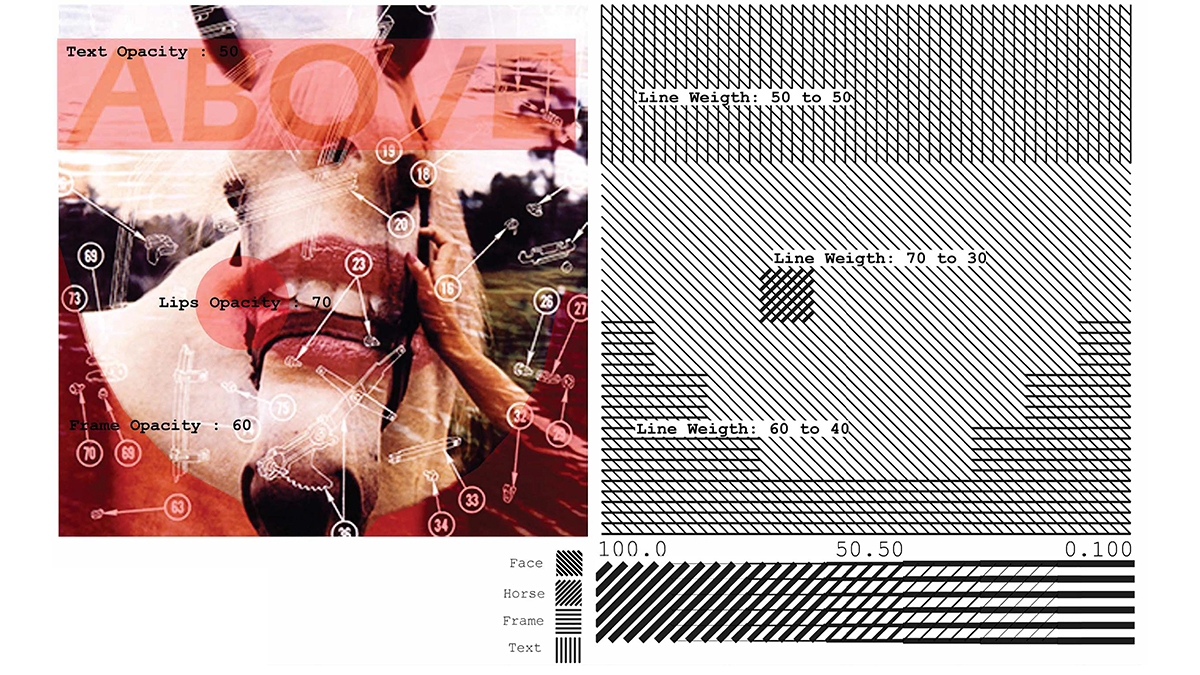 Text Opacity : 50
ABOVE
19
18
20
69
23
16
73
26
27
Lips Opacity : 70
75
32
Frame Opacity : 60
70
69
63
33
34
36
Line Weigth: 50 to 50
Line Weigth: 70 to 30
Line Weigth: 60 to 40
100.0 50.50 0.100
Face
Horse
Frame
Text